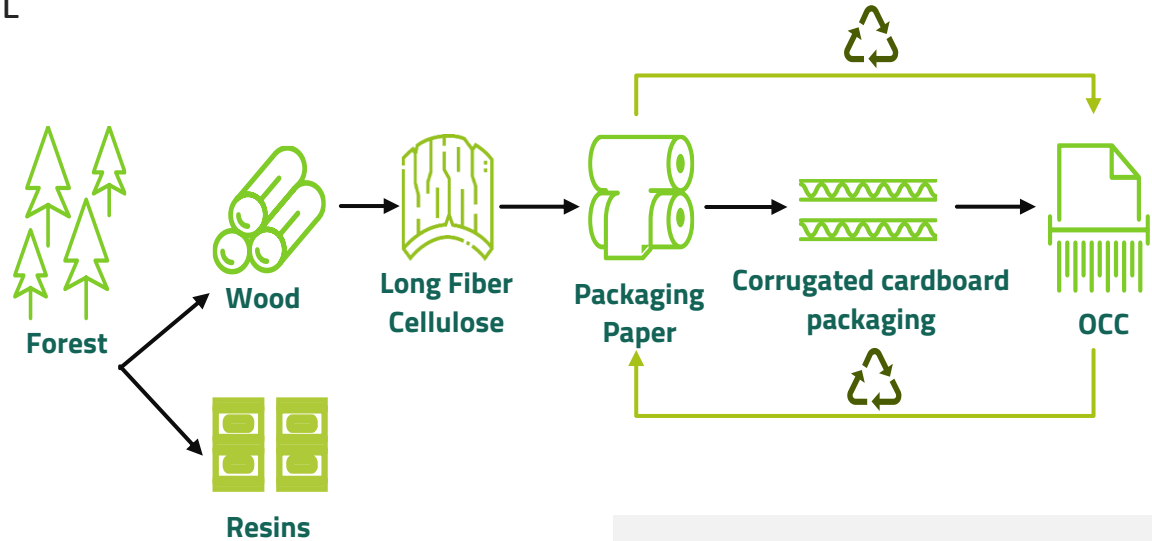 L
Forest
Wood
Resins
Long Fiber
Cellulose
Packaging
Paper
Corrugated cardboard
packaging
OCC